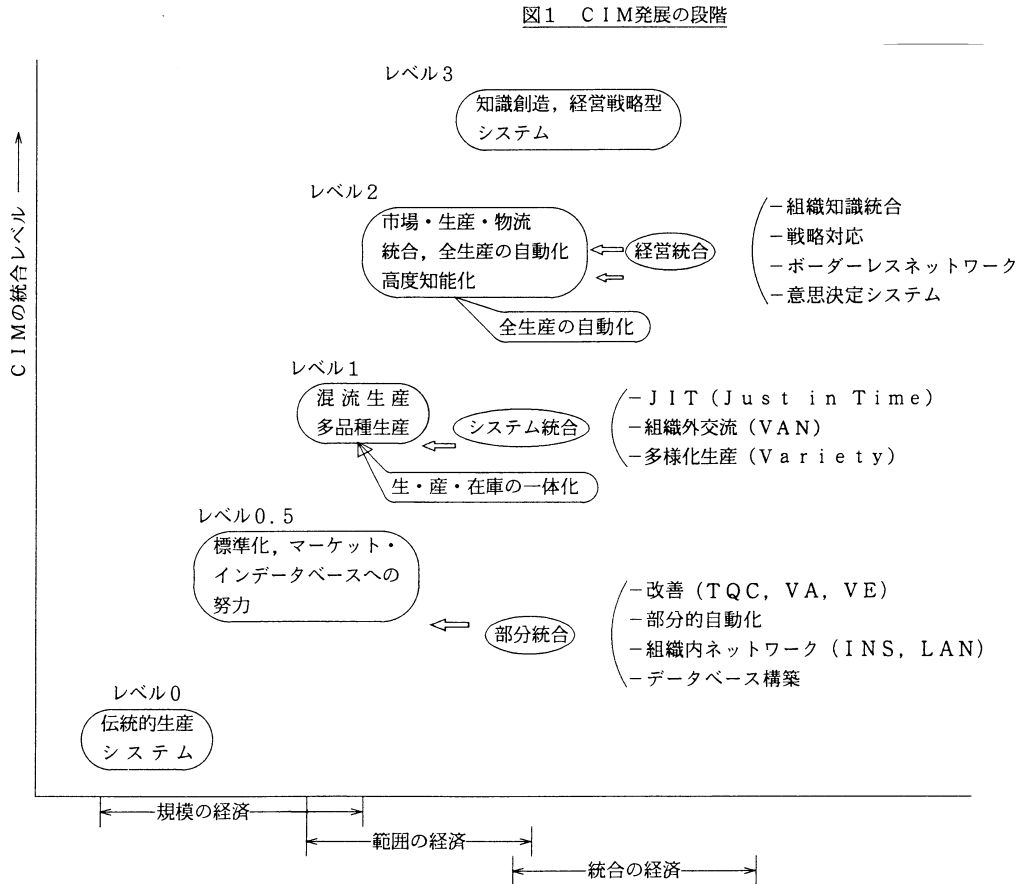 図1　CIM発展の段階
レベル3
知識創造，経営戦略型
システム
CIMの統合レベル
レベル2
市場・生産・物流
統合，全生産の自動化
高度知能化
経営統合
－組織知識統合
－戦略対応
－ボーダーレスネットワーク
－意思決定システム
全生産の自動化
レベル1
混流生産
多品種生産
システム統合
－JIT（Just in Time）
－組織外交流（VAN）
－多様化生産（Variety）
生・産・在庫の一体化
レベル0.5
標準化，マーケット・
インデータベースへの
努力
部分統合
－改善（TQC，VA，VE）
－部分的自動化
－組織内ネットワーク（INS，LAN）
－データベース構築
レベル0
伝統的生産
システム
規模の経済
範囲の経済
統合の経済